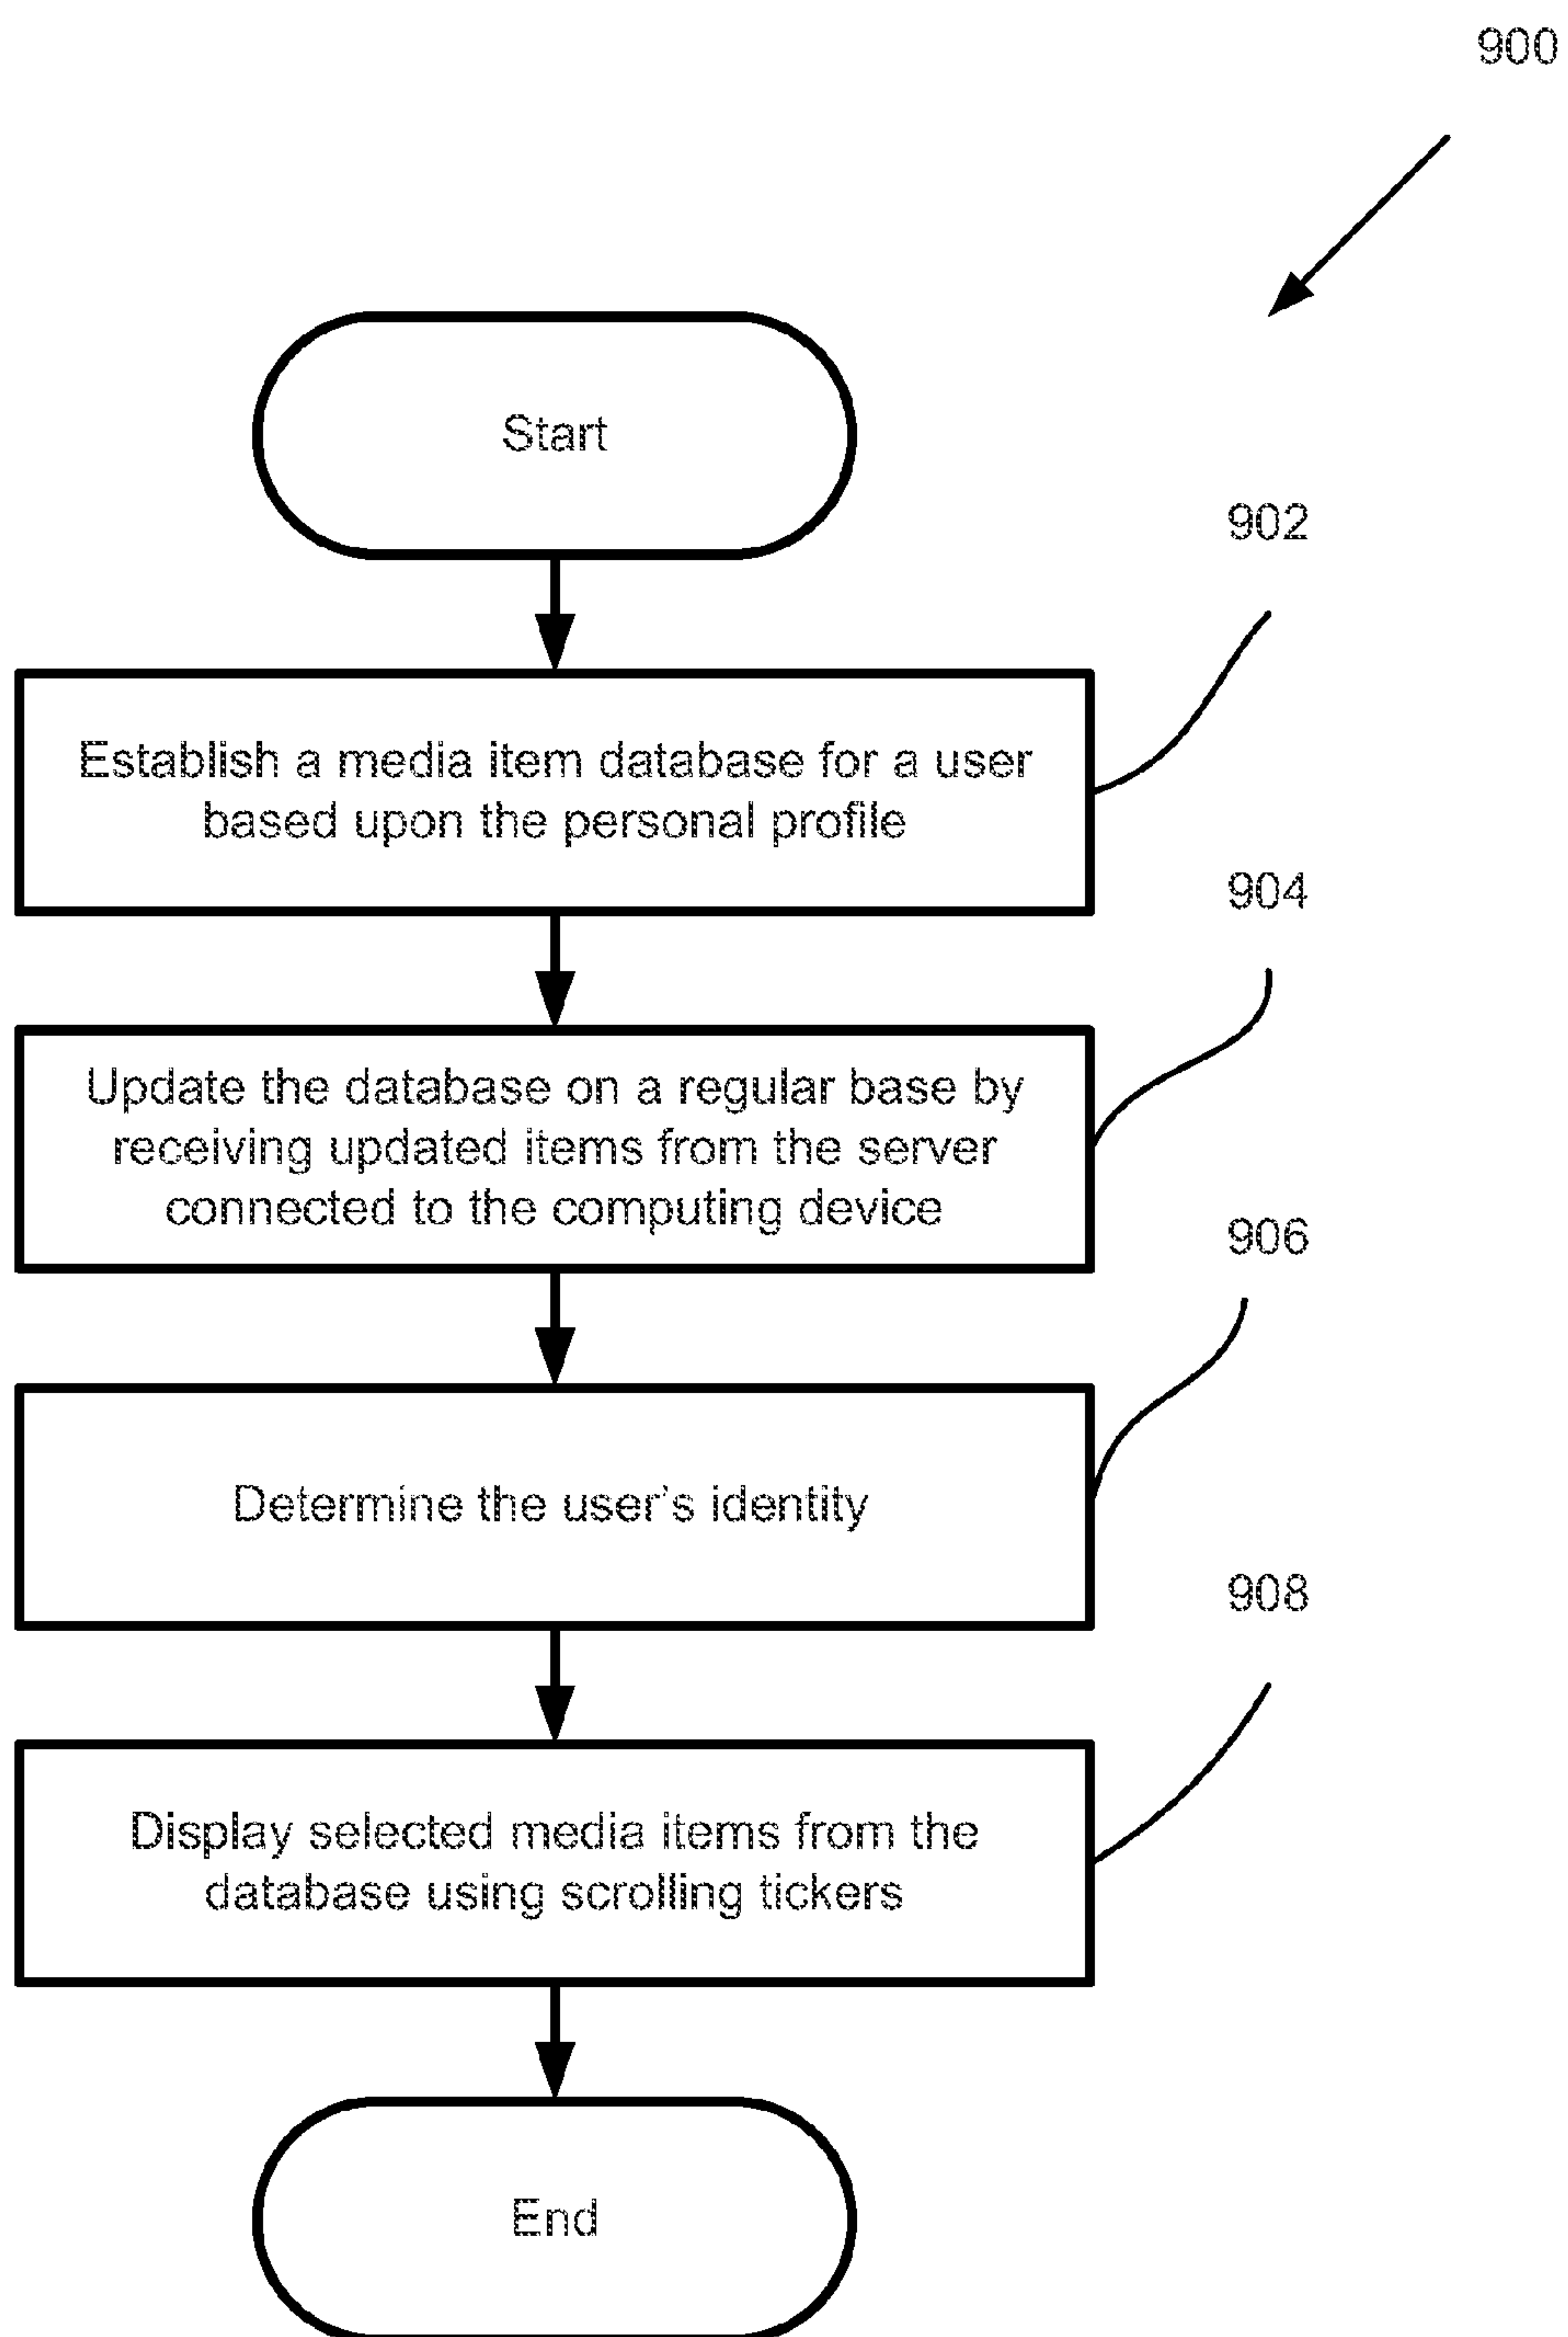 900
Start
902
Establish a media item database for a user
based upon the personal profile
904
Update the database on a regular base by
receiving updated items from the server
connected to the computing device
906
Determine the user's identity
908
Display selected media items from the
database using scrolling tickers
End